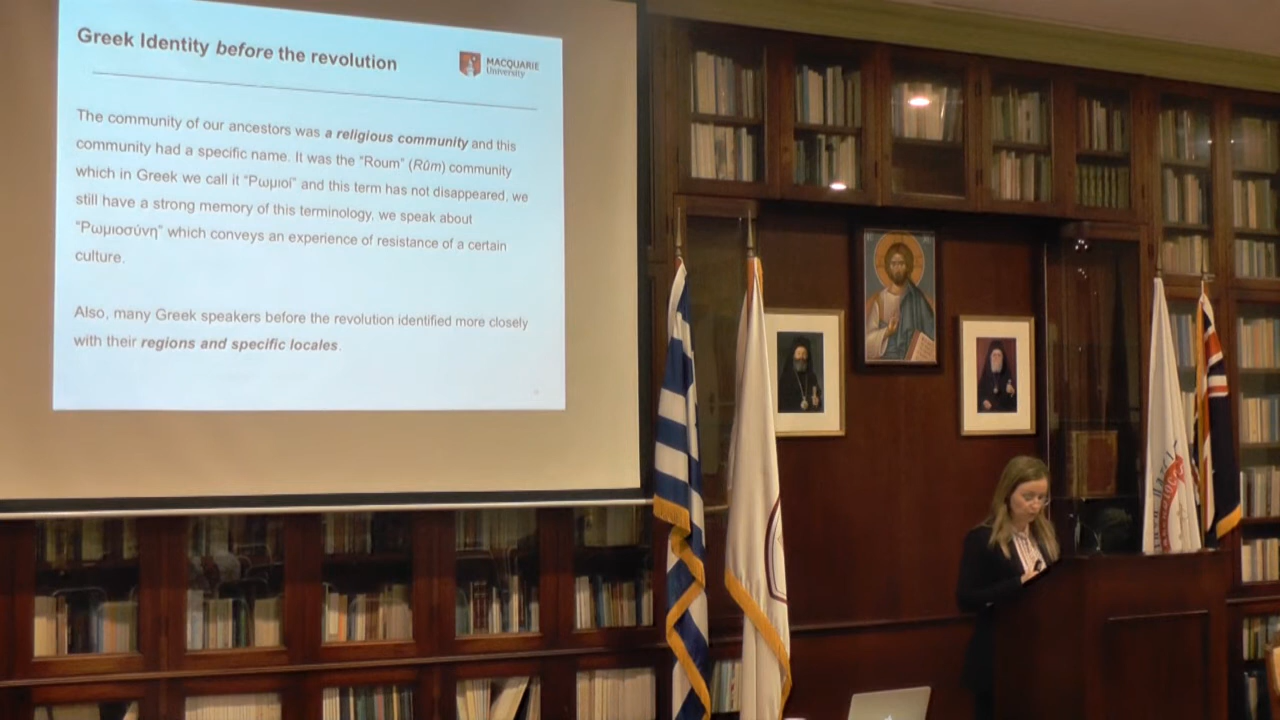 Greek Identity before the revolution
MACQUARIE
University
The community of our ancestors was a religious community and this
community had a specific name. It was the "Roum" (Rûm) community
which in Greek we call it "Ρωμιοί" and this term has not disappeared, we
still have a strong memory of this terminology, we speak about
"Ρωμιοσύνη" which conveys an experience of resistance of a certain
culture.
Also, many Greek speakers before the revolution identified more closely
with their regions and specific locales.